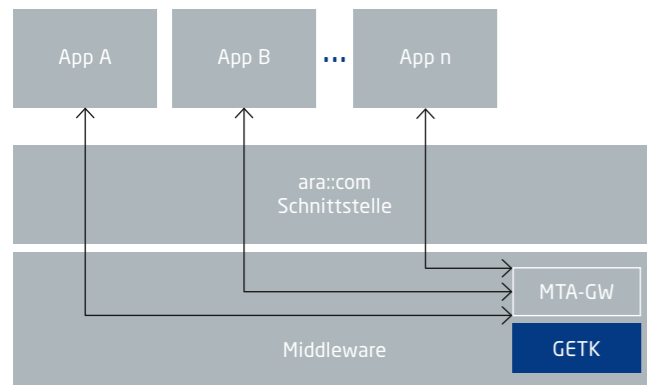 App A
App B
...
App n
ara::com
Schnittstelle
MTA-GW
Middleware
GETK